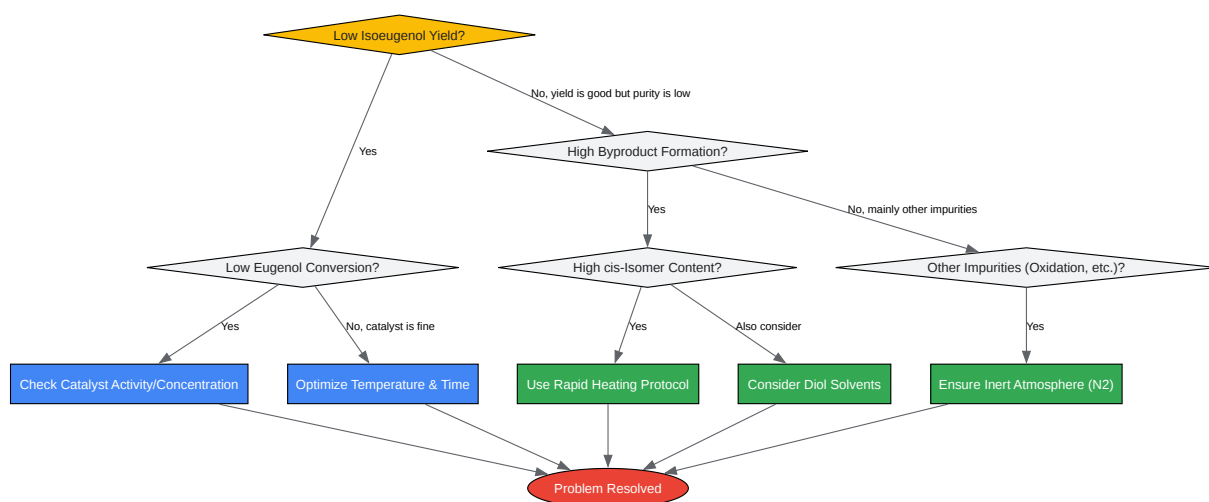 Low Isoeugenol Yield?
No, yield is good but purity is low
Yes
High Byproduct Formation?
Yes
No, mainly other impurities
Low Eugenol Conversion?
High cis-Isomer Content?
Other Impurities (Oxidation, etc.)?
Yes
No, catalyst is fine
Yes
Also consider
Yes
Check Catalyst Activity/Concentration
Optimize Temperature & Time
Use Rapid Heating Protocol
Consider Diol Solvents
Ensure Inert Atmosphere (N2)
Problem Resolved